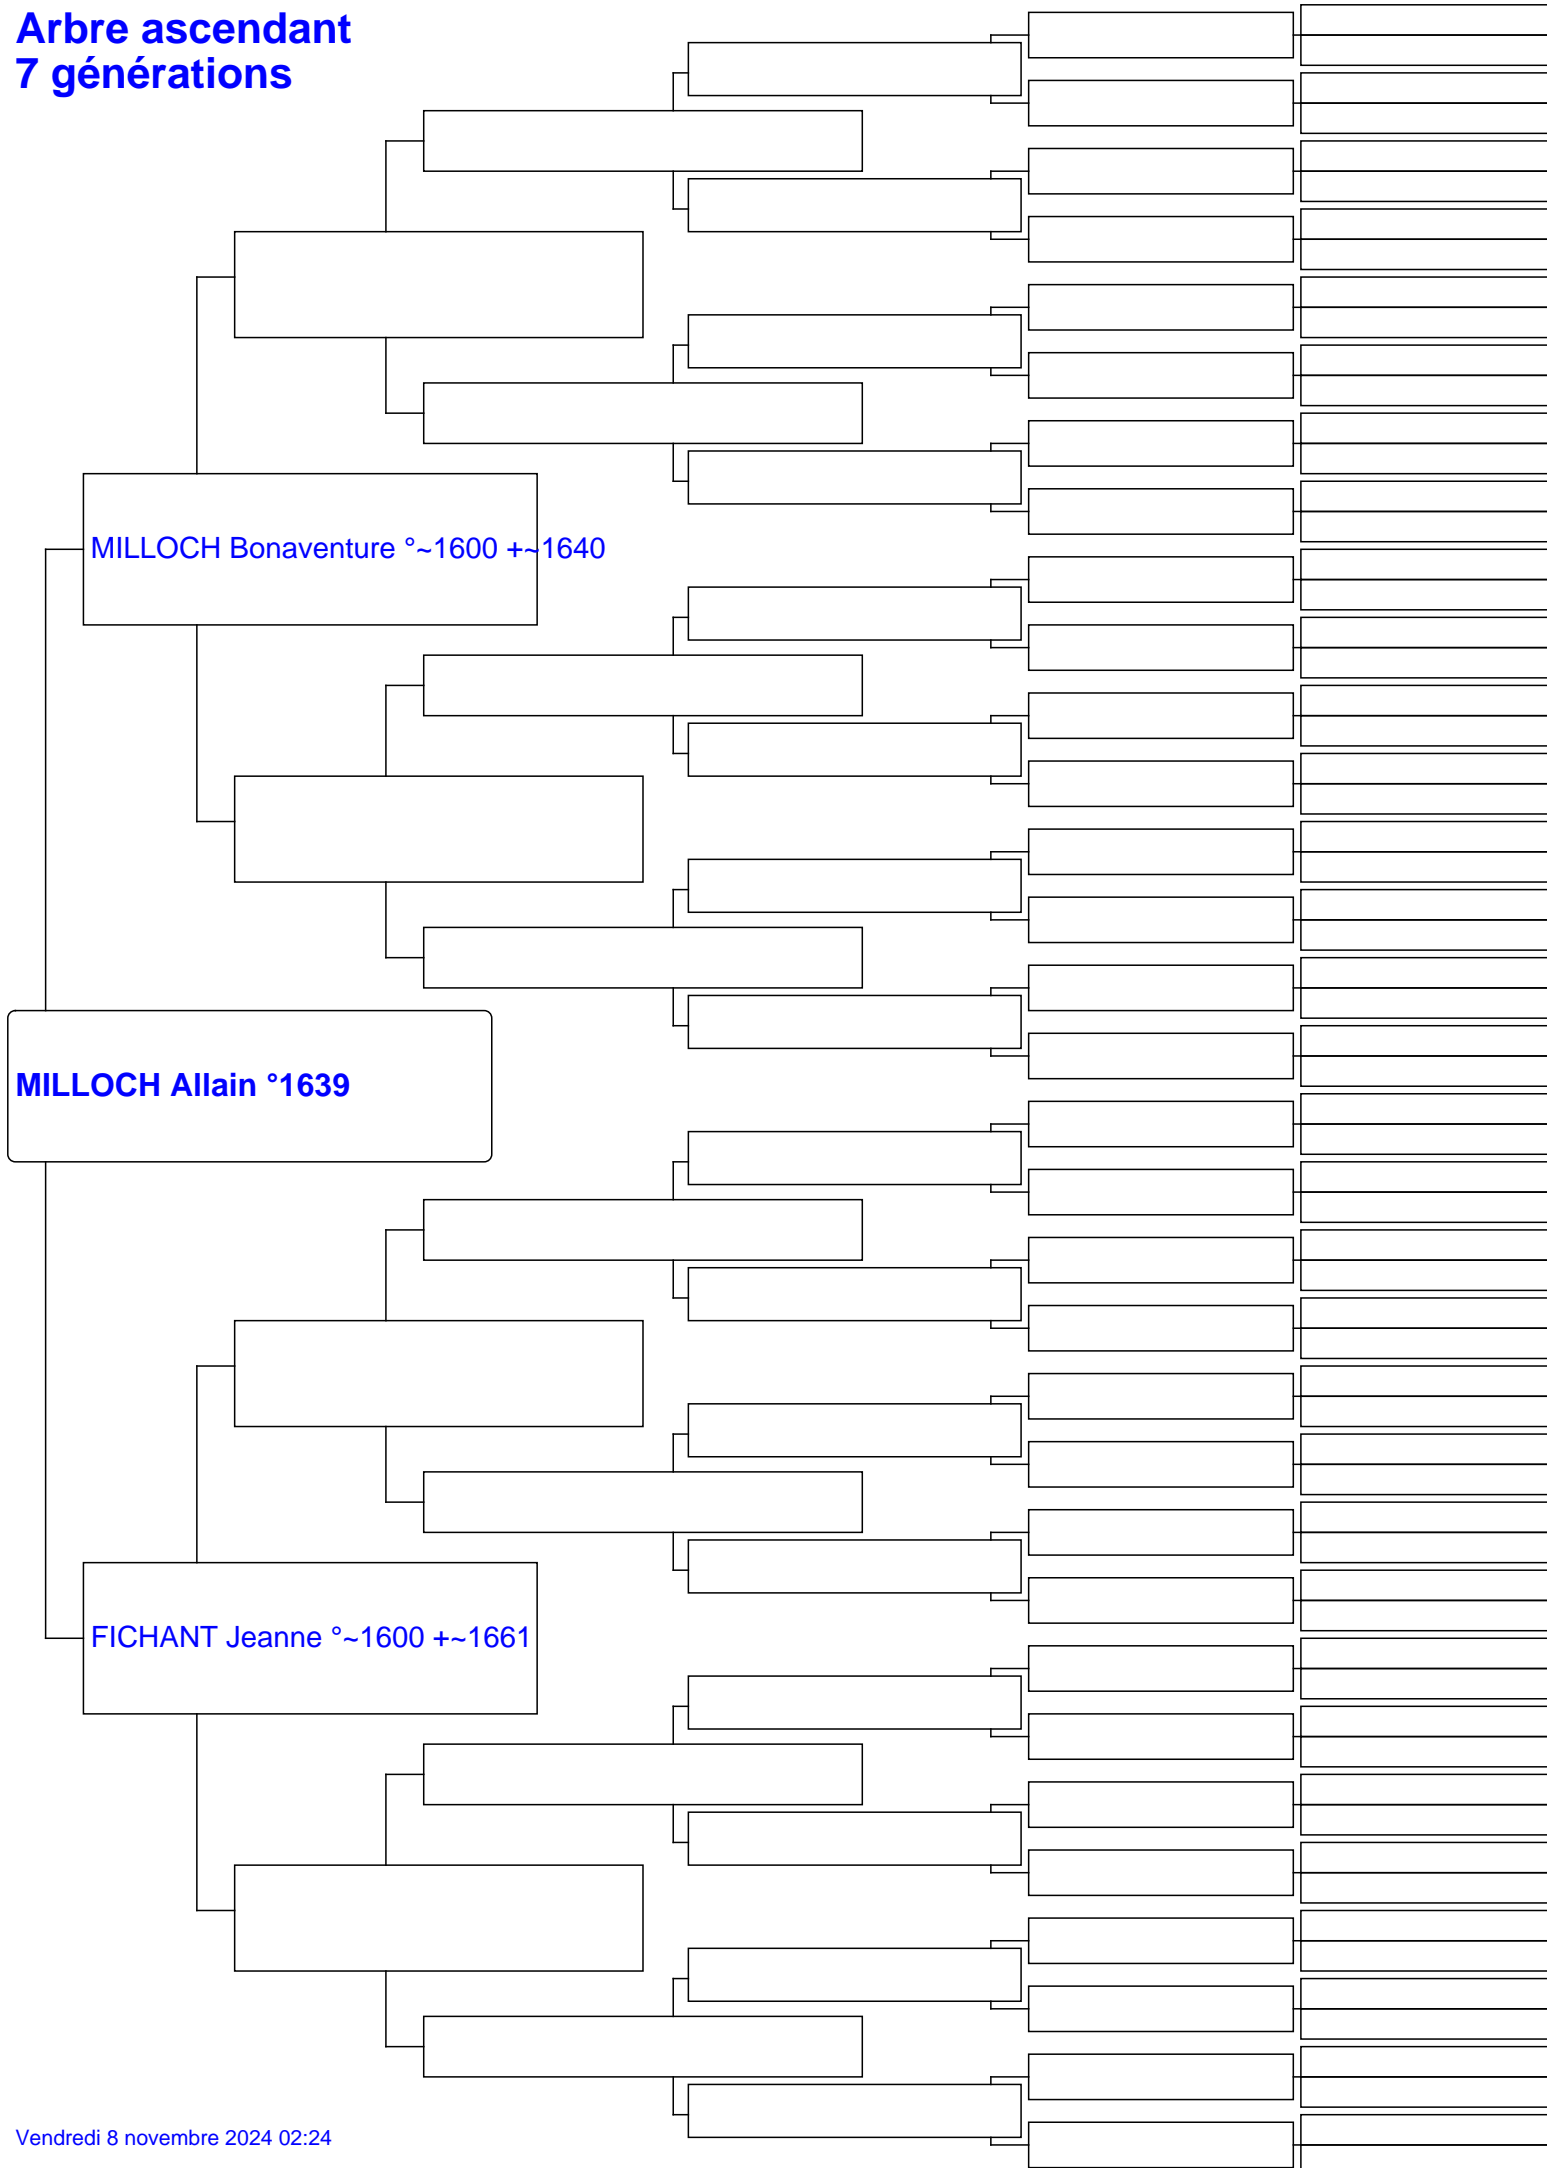 Arbre ascendant
7 générations
MILLOCH Bonaventure °~1600 +~1640
MILLOCH Allain °1639
FICHANT Jeanne °~1600 +~1661
Vendredi 8 novembre 2024 02:24